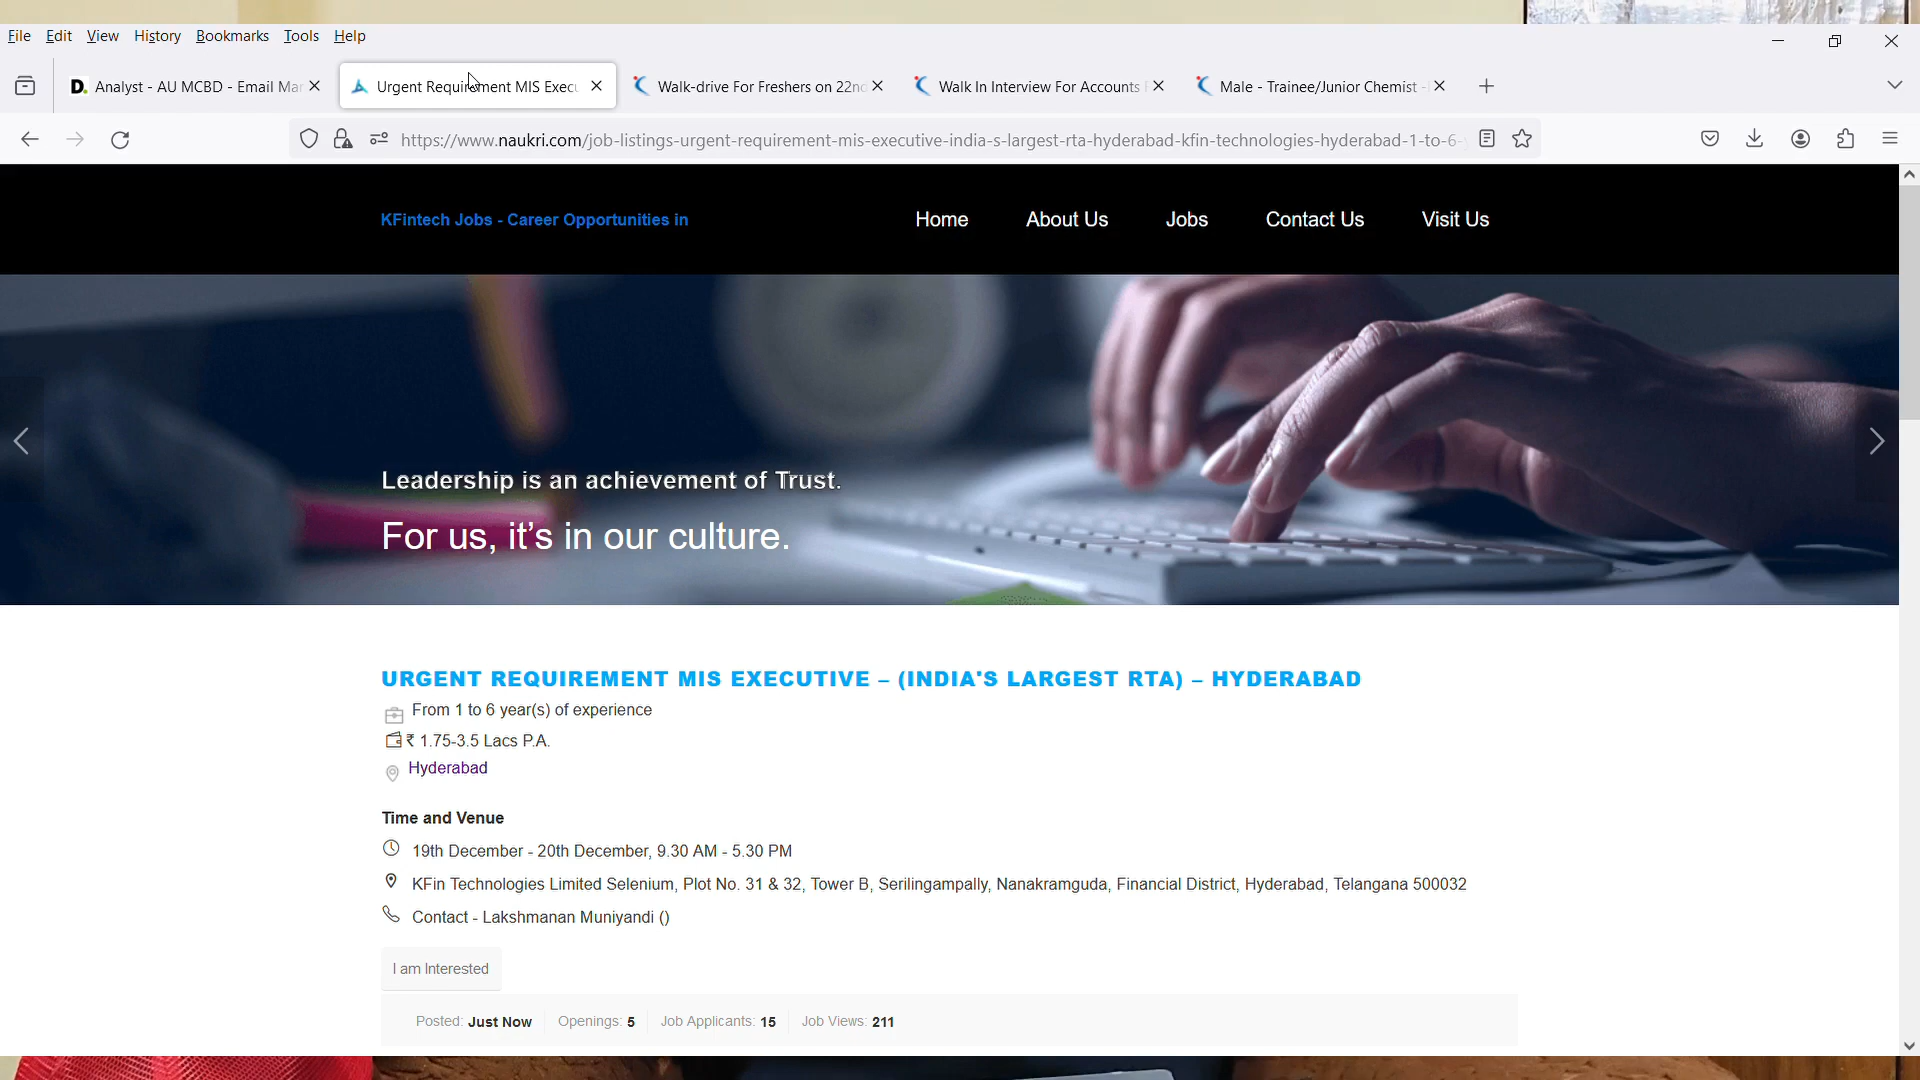 File Edit View History Bookmarks Tools Help
D. Analyst - AU MCBD - Email Mar
Urgent Requirement MIS Execu
Walk-drive For Freshers on 22nd
Walk In Interview For Accounts
Male - Trainee/Junior Chemist -
https://www.naukri.com/job-listings-urgent-requirement-mis-executive-india-s-largest-rta-hyderabad-kfin-technologies-hyderabad-1-to-6-
KFintech Jobs - Career Opportunities in
Home About Us Jobs Contact Us Visit Us
Leadership is an achievement of Trust.
For us, it’s in our culture.
URGENT REQUIREMENT MIS EXECUTIVE – (INDIA'S LARGEST RTA) – HYDERABAD
From 1 to 6 year(s) of experience
₹ 1.75-3.5 Lacs P.A.
Hyderabad
Time and Venue
19th December - 20th December, 9.30 AM - 5.30 PM
KFin Technologies Limited Selenium, Plot No. 31 & 32, Tower B, Serilingampally, Nanakramguda, Financial District, Hyderabad, Telangana 500032
Contact - Lakshmanan Muniyandi ()
I am Interested
Posted: Just Now Openings: 5 Job Applicants: 15 Job Views: 211